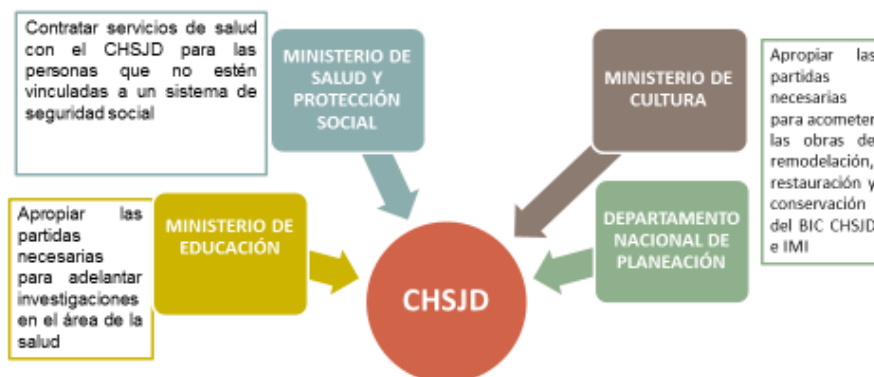 Contratar servicios de salud
con el CHSJD para las
personas que no estén
vinculadas a un sistema de
seguridad social
MINISTERIO DE
SALUD Y
PROTECCIÓN
SOCIAL
MINISTERIO DE
CULTURA
Apropiar las
partidas
necesarias
para acometer
las obras de
remodelación,
restauración y
conservación
del BIC CHSJD
e IMI
Apropiar las
partidas
necesarias
para adelantar
investigaciones
en el área de la
salud
MINISTERIO DE
EDUCACIÓN
DEPARTAMENTO
NACIONAL DE
PLANEACIÓN
CHSJD